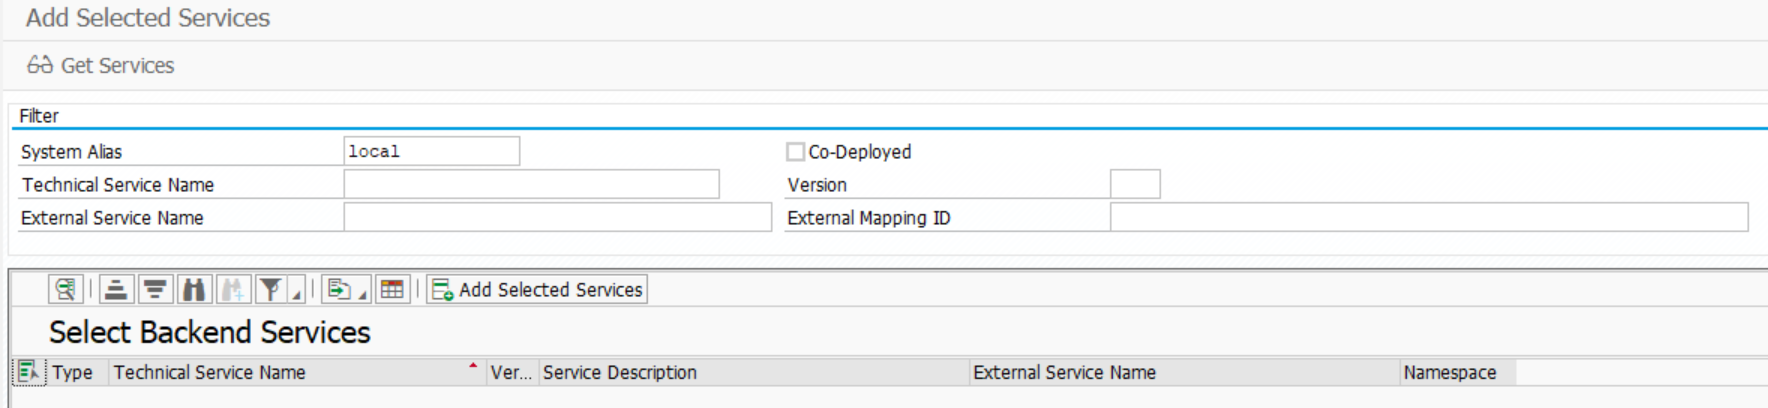 Add Selected Services
Get Services
Filter
System Alias local Co-Deployed
Technical Service Name Version
External Service Name External Mapping ID
Add Selected Services
Select Backend Services
Type Technical Service Name Ver... Service Description External Service Name Namespace